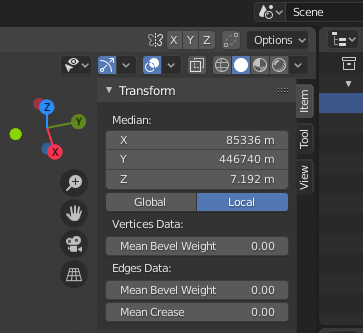 Scene
X Y Z Options
Transform
Median:
X 85336 m
Y 446740 m
Z 7.192 m
Global Local
Vertices Data:
Mean Bevel Weight 0.00
Edges Data:
Mean Bevel Weight 0.00
Mean Crease 0.00
Item
Tool
View
Z
Y
X